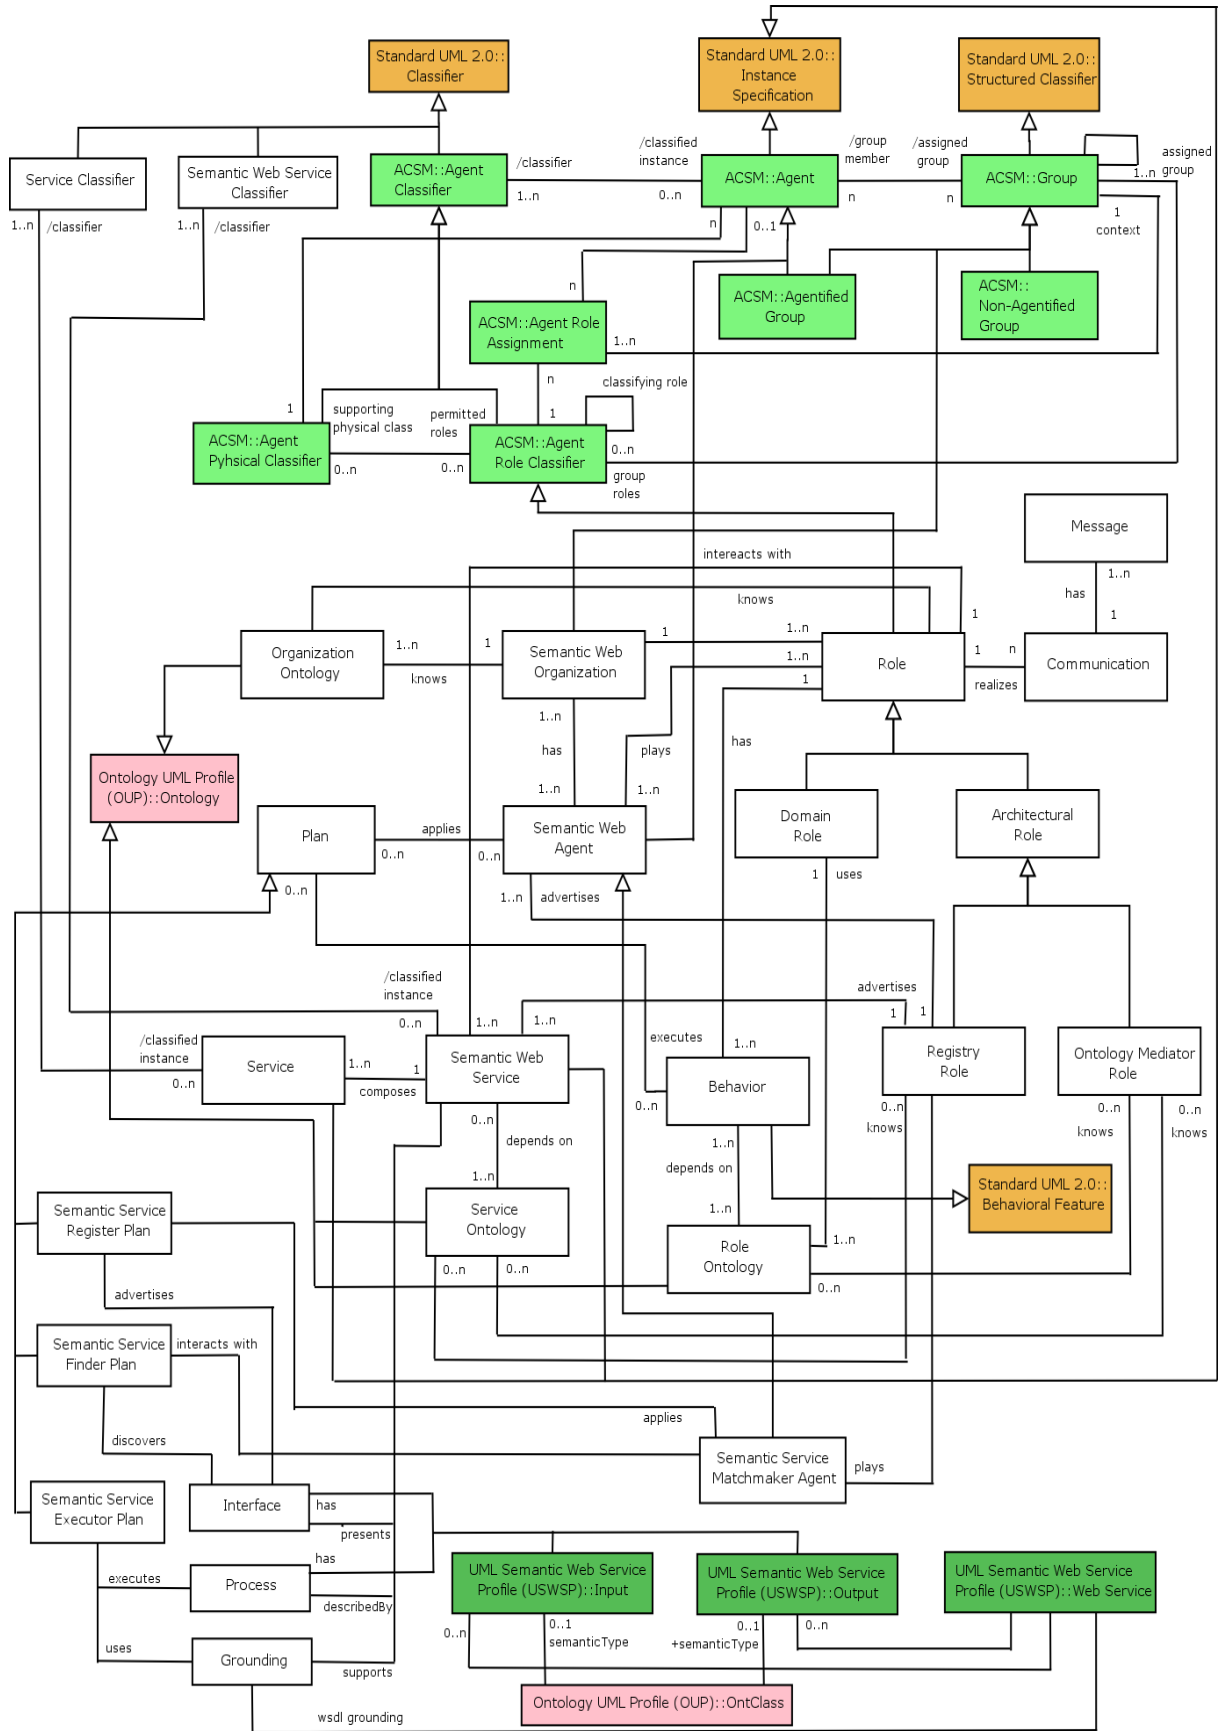 Standard UML 2.0::
Classifier
Standard UML 2.0::
Instance
Specification
Standard UML 2.0::
Structured Classifier
Service Classifier
Semantic Web Service
Classifier
ACSM::Agent
Classifier
/classifier
1..n
/classified
instance
0..n
ACSM::Agent
/group
member
n
/assigned
group
n
ACSM::Group
assigned
group
1..n
1
context
1..n
/classifier
1..n
/classifier
n
0..1
n
ACSM::Agent Role
Assignment
1..n
ACSM::Agentified
Group
ACSM::
Non-Agentified
Group
n
1
classifying role
1
supporting
physical class
permitted
roles
ACSM::Agent
Pyhsical Classifier
0..n
0..n
ACSM::Agent
Role Classifier
0..n
group
roles
Message
1..n
has
1
intereacts with
knows
1
Organization
Ontology
1..n
knows
1
Semantic Web
Organization
1
1..n
1..n
1
Role
1
realizes
n
Communication
1..n
has
1..n
plays
1..n
has
Ontology UML Profile
(OUP)::Ontology
Plan
0..n
applies
0..n
0..n
Semantic Web
Agent
1..n
advertises
Domain
Role
1
uses
Architectural
Role
/classified
instance
0..n
1..n
1..n
advertises
1
1
/classified
instance
0..n
Service
1..n
composes
1
Semantic Web
Service
executes
0..n
1..n
Behavior
Registry
Role
Ontology Mediator
Role
0..n
knows
0..n
knows
0..n
knows
0..n
depends on
1..n
1..n
depends on
1..n
Standard UML 2.0::
Behavioral Feature
Semantic Service
Register Plan
Service
Ontology
0..n
0..n
Role
Ontology
1..n
0..n
advertises
Semantic Service
Finder Plan
interacts with
discovers
applies
Semantic Service
Matchmaker Agent
plays
Semantic Service
Executor Plan
Interface
has
presents
executes
Process
has
describedBy
uses
Grounding
supports
UML Semantic Web Service
Profile (USWSP)::Input
UML Semantic Web Service
Profile (USWSP)::Output
UML Semantic Web Service
Profile (USWSP)::Web Service
0..n
0..1
semanticType
0..1
+semanticType
0..n
Ontology UML Profile (OUP)::OntClass
wsdl grounding